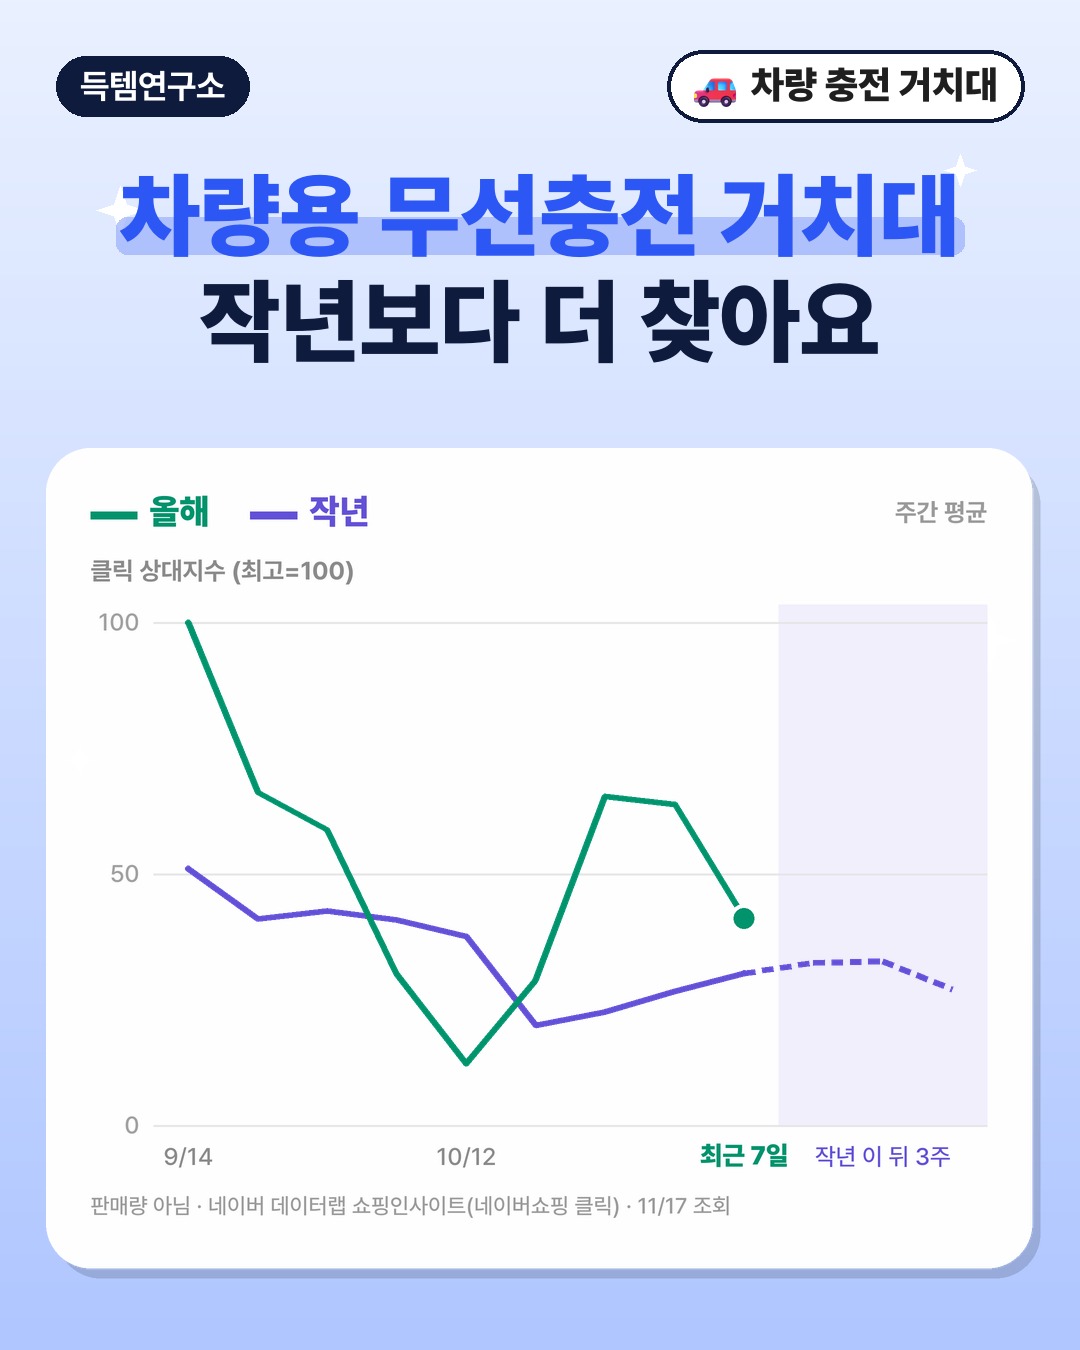 득템연구소
차량 충전 거치대
차량용 무선충전 거치대
작년보다 더 찾아요
올해 작년
주간 평균
클릭 상대지수 (최고=100)
100
50
0
9/14 10/12 최근 7일 작년 이 뒤 3주
판매량 아님 · 네이버 데이터랩 쇼핑인사이트(네이버쇼핑 클릭) · 11/17 조회